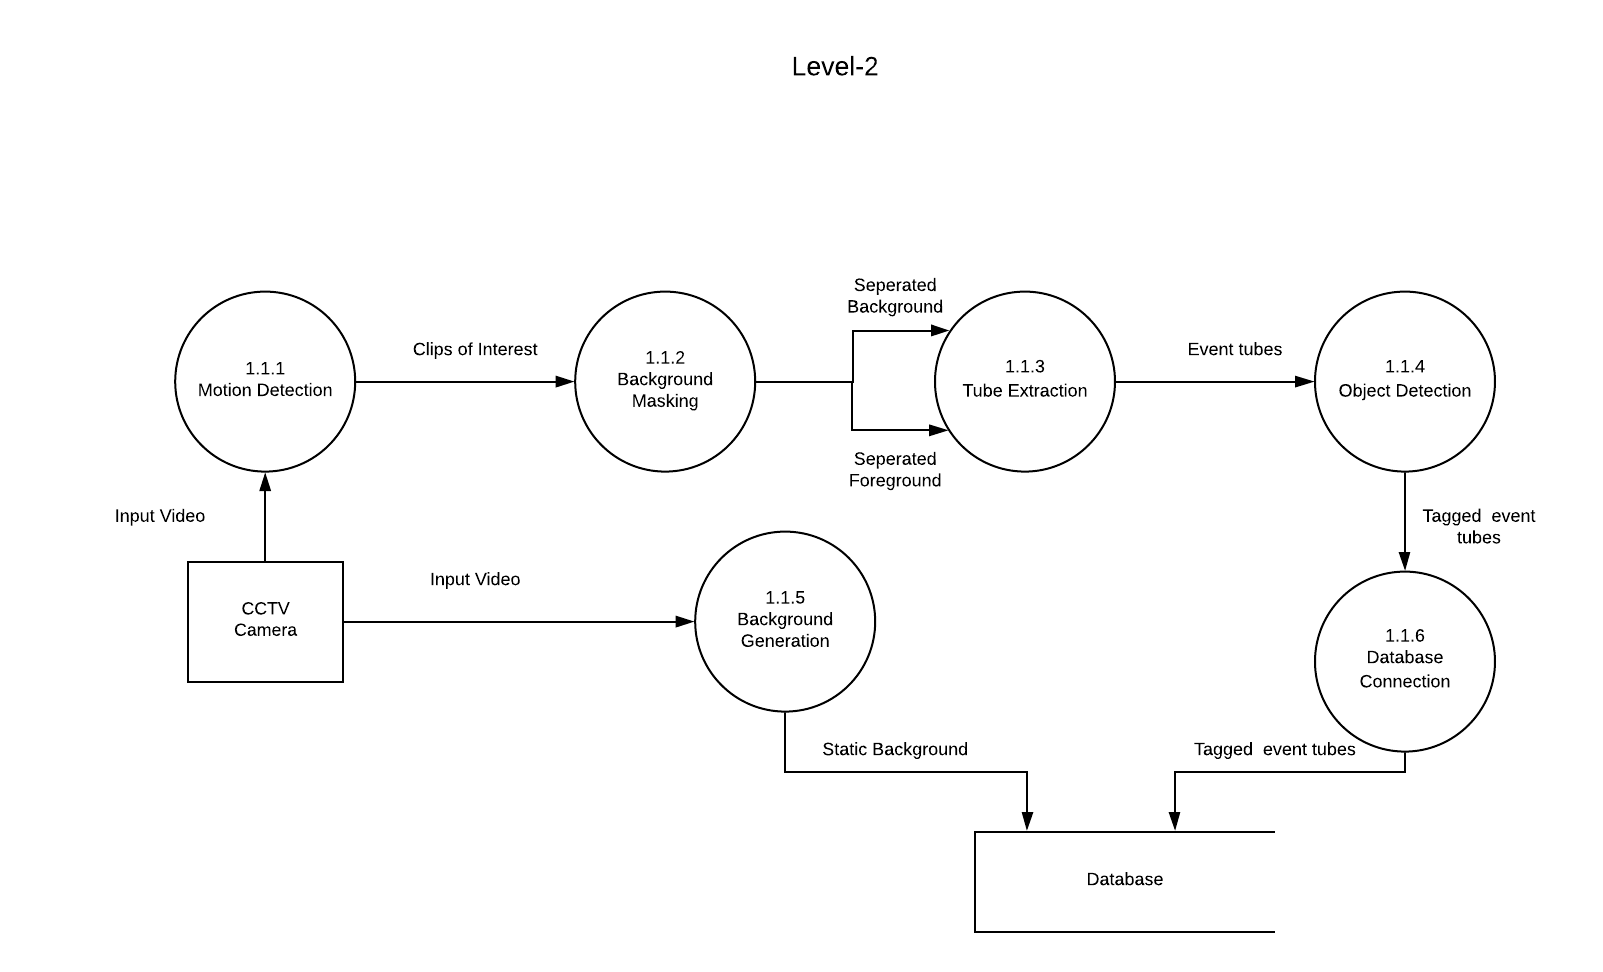 Level-2
Seperated
Background
1.1.1
Motion Detection
Clips of Interest
1.1.2
Background
Masking
1.1.3
Tube Extraction
Event tubes
1.1.4
Object Detection
Seperated
Foreground
Input Video
Tagged  event
tubes
CCTV
Camera
Input Video
1.1.5
Background
Generation
1.1.6
Database
Connection
Static Background
Tagged  event tubes
Database